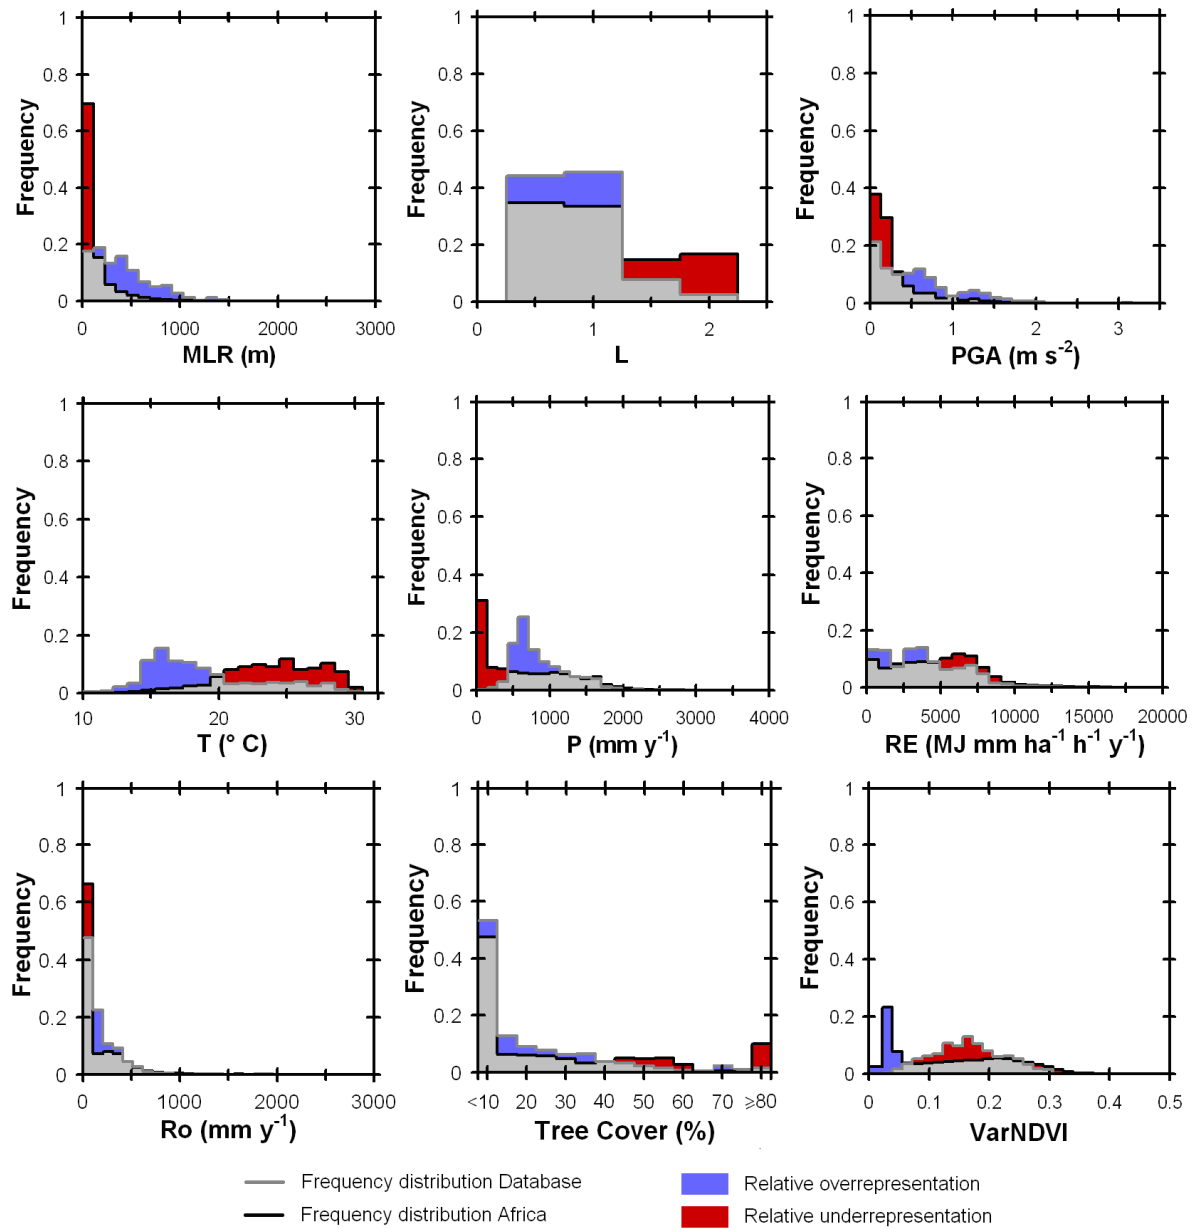 1
0.8
0.6
0.4
0.2
0
Frequency
0 1000 2000 3000
MLR (m)
1
0.8
0.6
0.4
0.2
0
Frequency
0 1 2
L
1
0.8
0.6
0.4
0.2
0
Frequency
0 1 2 3
PGA (m s⁻²)
1
0.8
0.6
0.4
0.2
0
Frequency
10 20 30
T (° C)
1
0.8
0.6
0.4
0.2
0
Frequency
0 1000 2000 3000 4000
P (mm y⁻¹)
1
0.8
0.6
0.4
0.2
0
Frequency
0 5000 10000 15000 20000
RE (MJ mm ha⁻¹ h⁻¹ y⁻¹)
1
0.8
0.6
0.4
0.2
0
Frequency
0 1000 2000 3000
Ro (mm y⁻¹)
1
0.8
0.6
0.4
0.2
0
Frequency
<10 20 30 40 50 60 70 ≥80
Tree Cover (%)
1
0.8
0.6
0.4
0.2
0
Frequency
0 0.1 0.2 0.3 0.4 0.5
VarNDVI
Frequency distribution Database
Relative overrepresentation
Frequency distribution Africa
Relative underrepresentation